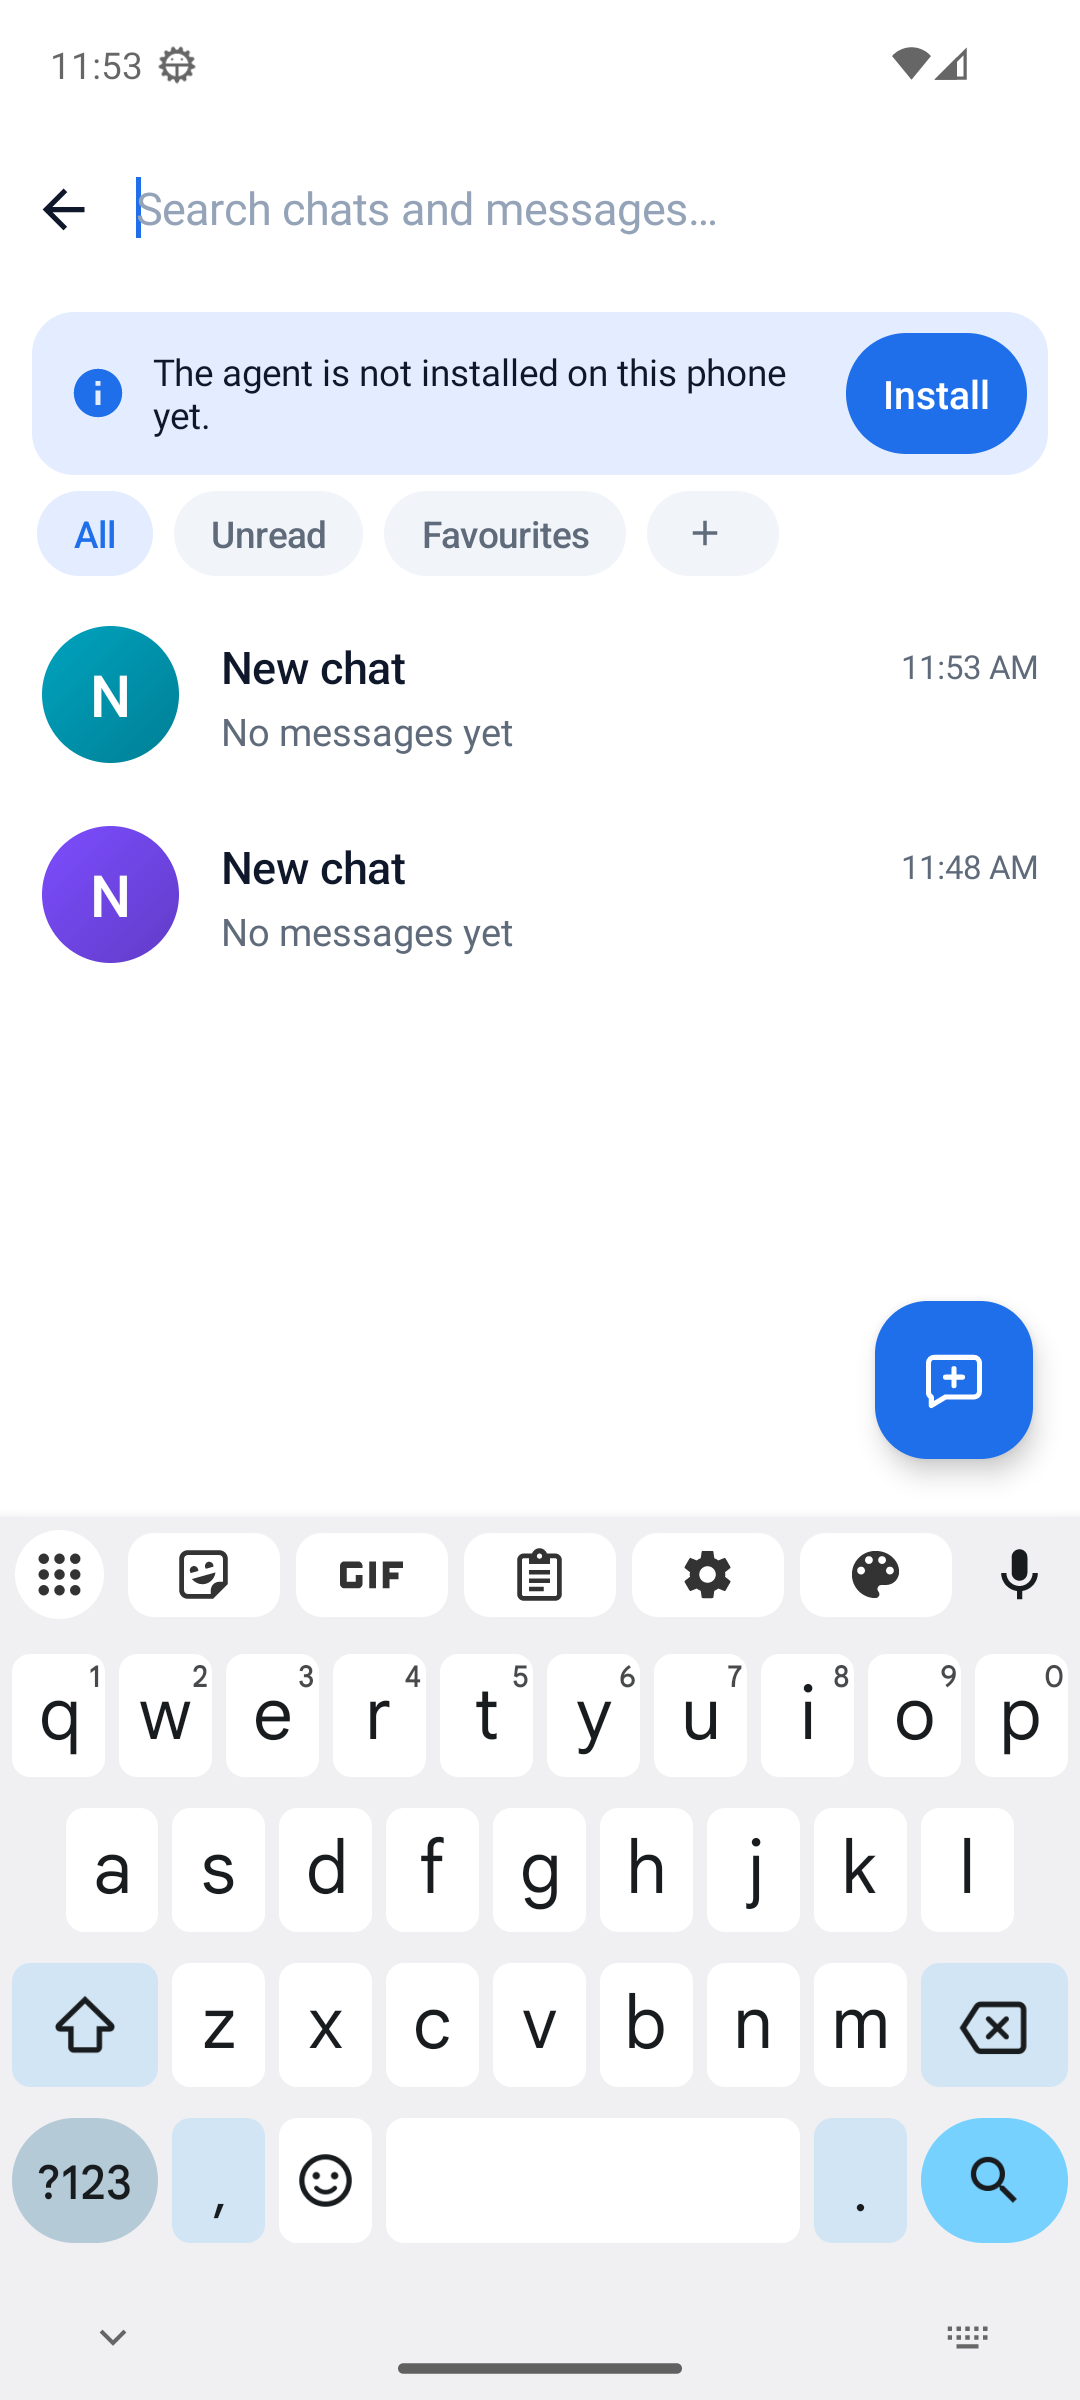 11:53
Search chats and messages...
The agent is not installed on this phone
yet.
Install
All
Unread
Favourites
+
N
New chat
11:53 AM
No messages yet
N
New chat
11:48 AM
No messages yet
GIF
q 1 w 2 e 3 r 4 t 5 y 6 u 7 i 8 o 9 p 0
a s d f g h j k l
z x c v b n m
?123 , .